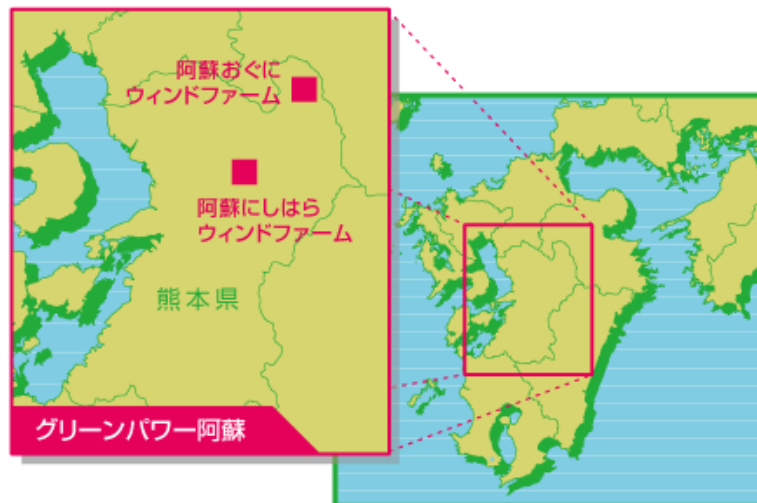 阿蘇おぐに
ウィンドファーム
阿蘇にしはら
ウィンドファーム
熊本県
グリーンパワー阿蘇